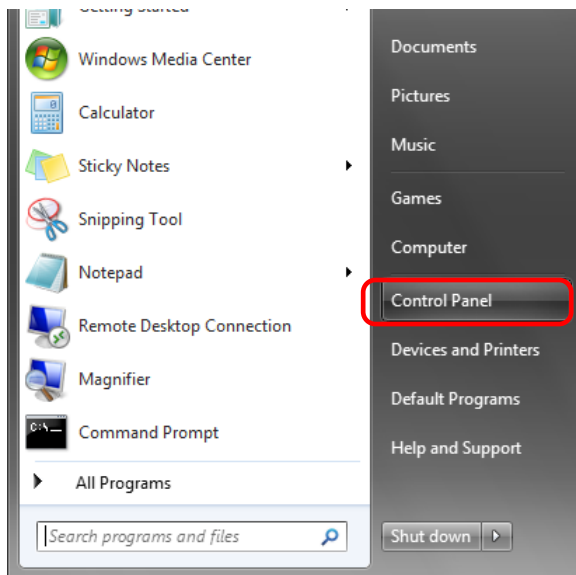 Getting Started
Windows Media Center
Calculator
Sticky Notes
Snipping Tool
Notepad
Remote Desktop Connection
Magnifier
Command Prompt
All Programs
Search programs and files
Documents
Pictures
Music
Games
Computer
Control Panel
Devices and Printers
Default Programs
Help and Support
Shut down